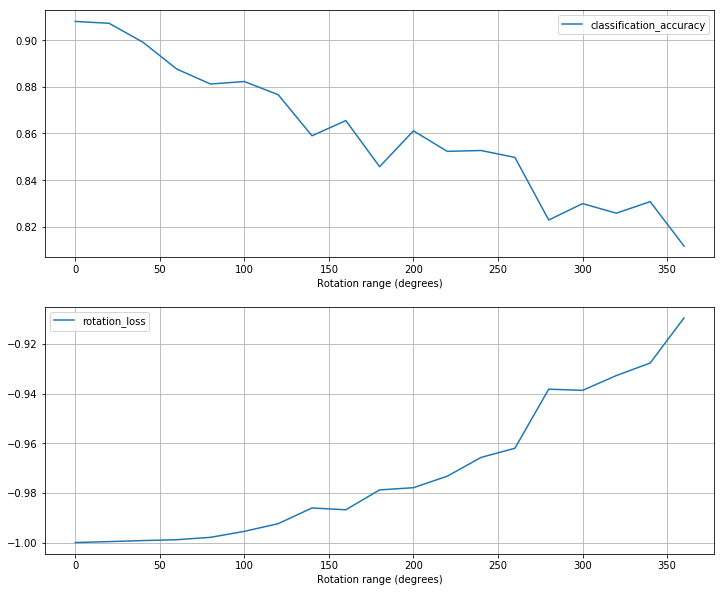 classification_accuracy
0.90
0.88
0.86
0.84
0.82
0 50 100 150 200 250 300 350
Rotation range (degrees)
rotation_loss
−0.92
−0.94
−0.96
−0.98
−1.00
0 50 100 150 200 250 300 350
Rotation range (degrees)